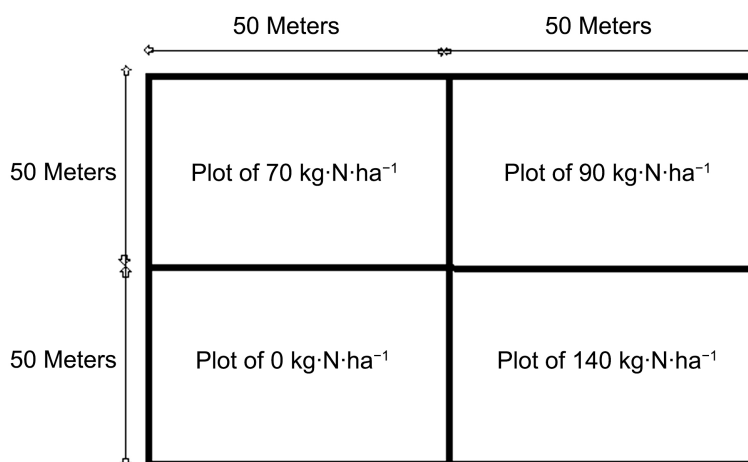 50 Meters
50 Meters
50 Meters
Plot of 70 kg·N·ha⁻¹
Plot of 90 kg·N·ha⁻¹
50 Meters
Plot of 0 kg·N·ha⁻¹
Plot of 140 kg·N·ha⁻¹